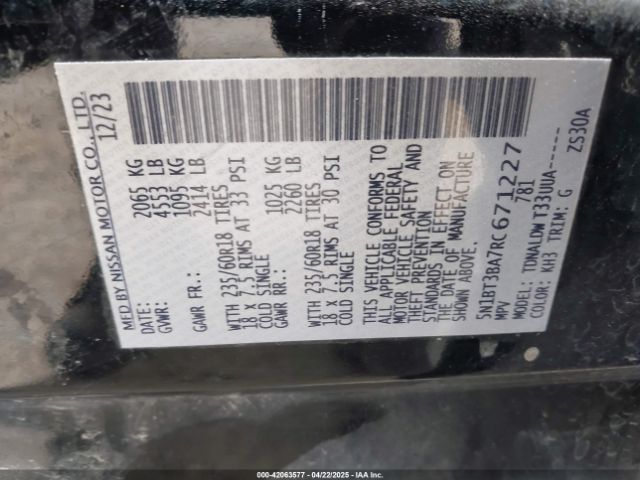 MFD BY NISSAN MOTOR CO., LTD.
DATE: 12/23
GVWR: 2065 KG
4553 LB
GAWR FR.: 1095 KG
2414 LB
WITH 235/60R18 TIRES
18 x 7.5 RIMS AT 33 PSI
COLD SINGLE
GAWR RR: 1025 KG
2260 LB
WITH 235/60R18 TIRES
18 x 7.5 RIMS AT 30 PSI
COLD SINGLE
THIS VEHICLE CONFORMS TO
ALL APPLICABLE FEDERAL
MOTOR VEHICLE SAFETY AND
THEFT PREVENTION
STANDARDS IN EFFECT ON
THE DATE OF MANUFACTURE
SHOWN ABOVE.
5N1BT3BA7RC671227
MPV 781
MODEL: TDNALDW T33UUA------
COLOR: KH3 TRIM: G ZS30A
000-42063577 - 04/22/2025 - IAAI.COM